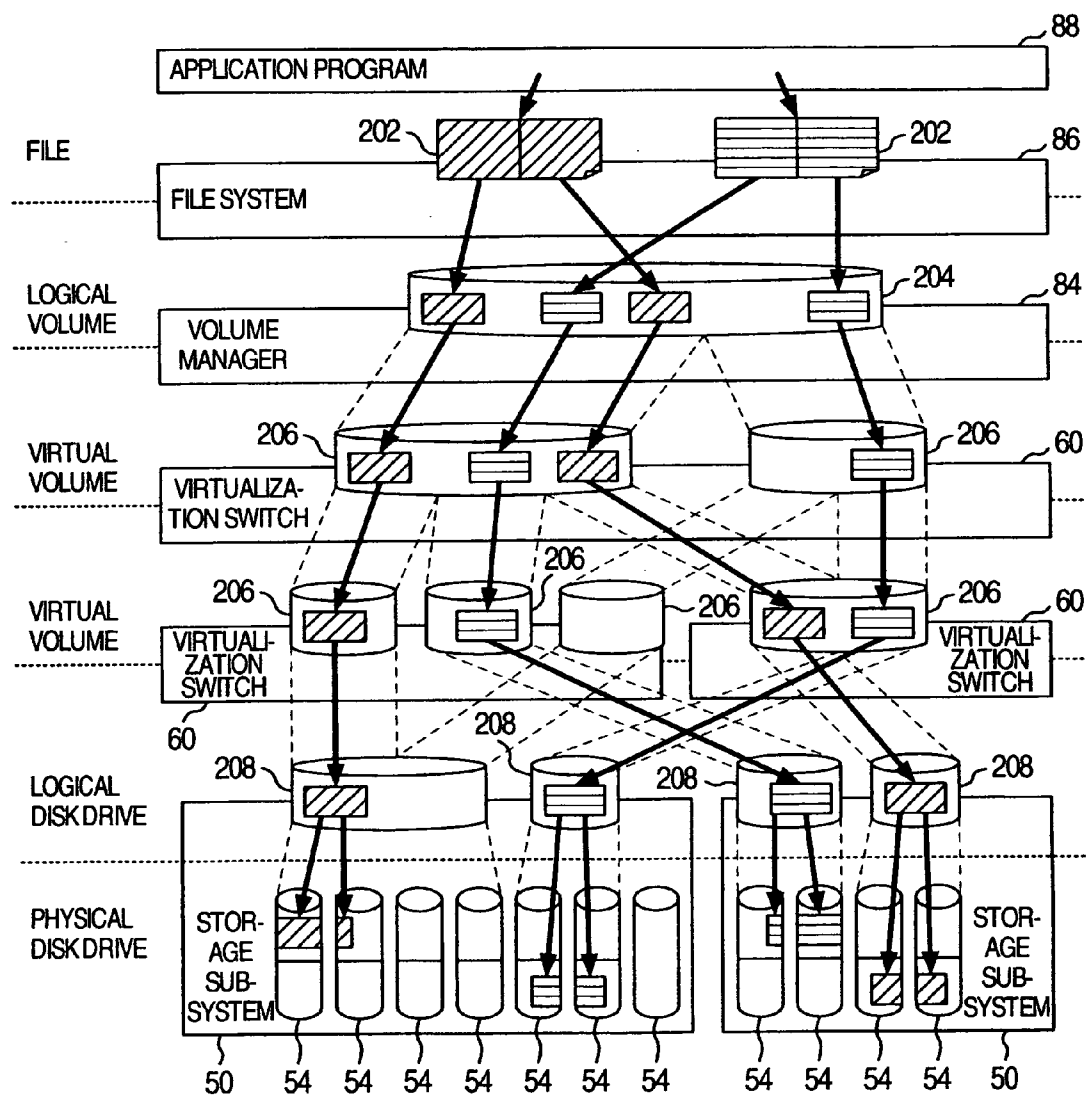 88
APPLICATION PROGRAM
202
202
FILE
86
FILE SYSTEM
204
LOGICAL
VOLUME
84
VOLUME
MANAGER
206
206
VIRTUAL
VOLUME
60
VIRTUALIZA-
TION SWITCH
206
206
206
206
VIRTUAL
VOLUME
60
VIRTUALI-
ZATION
SWITCH
VIRTUALI-
ZATION
SWITCH
60
208
208
208
208
LOGICAL
DISK DRIVE
PHYSICAL
DISK DRIVE
STOR-
AGE
SUB-
SYSTEM
STOR-
AGE
SUB-
SYSTEM
50 54 54 54 54 54 54 54 54 54 54 54 50